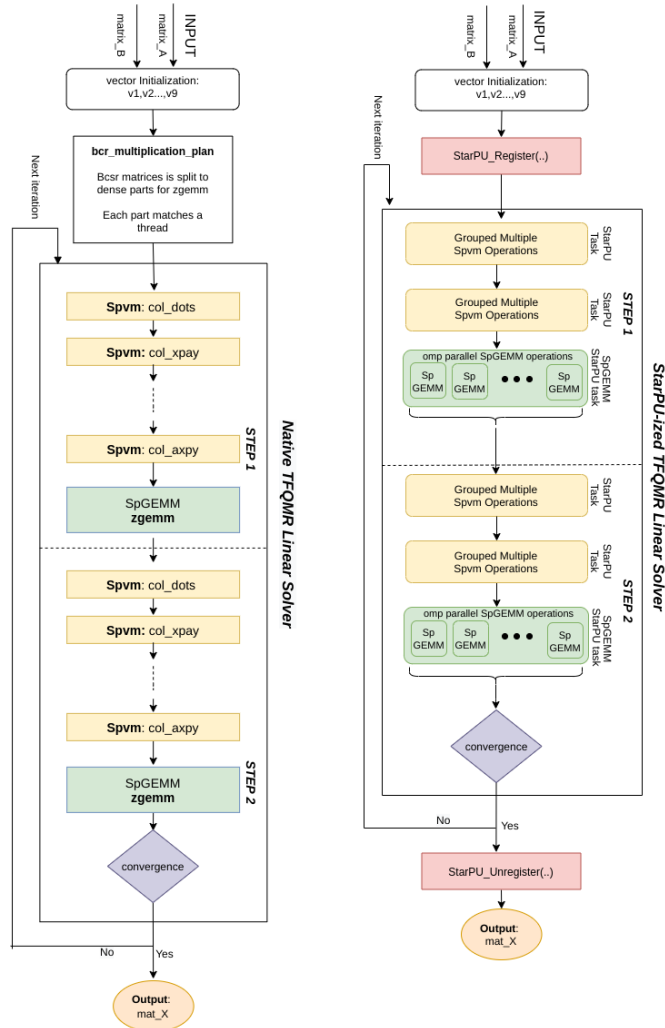 INPUT
matrix_A
matrix_B
vector Initialization:
v1,v2...,v9
bcr_multiplication_plan
Bcsr matrices is split to
dense parts for zgemm
Each part matches a
thread
Next iteration
Spvm: col_dots
Spvm: col_xpay
Spvm: col_axpy
SpGEMM
zgemm
STEP 1
Spvm: col_dots
Spvm: col_xpay
Spvm: col_axpy
SpGEMM
zgemm
STEP 2
convergence
No
Yes
Output:
mat_X
Native TFQMR Linear Solver
INPUT
matrix_A
matrix_B
vector Initialization:
v1,v2...,v9
StarPU_Register(..)
Next iteration
Grouped Multiple
Spvm Operations
StarPU
Task
Grouped Multiple
Spvm Operations
StarPU
Task
omp parallel SpGEMM operations
Sp
GEMM
Sp
GEMM
Sp
GEMM
SpGEMM
StarPU task
STEP 1
Grouped Multiple
Spvm Operations
StarPU
Task
Grouped Multiple
Spvm Operations
StarPU
Task
omp parallel SpGEMM operations
Sp
GEMM
Sp
GEMM
Sp
GEMM
SpGEMM
StarPU task
STEP 2
convergence
No
Yes
StarPU_Unregister(..)
Output:
mat_X
StarPU-ized TFQMR Linear Solver